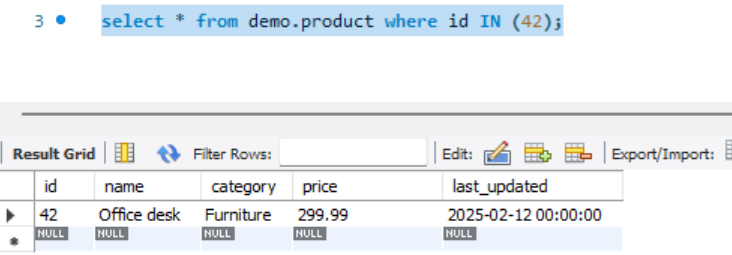 3 select * from demo.product where id IN (42);
Result Grid Filter Rows: Edit: Export/Import:
id name category price last_updated
42 Office desk Furniture 299.99 2025-02-12 00:00:00
NULL NULL NULL NULL NULL